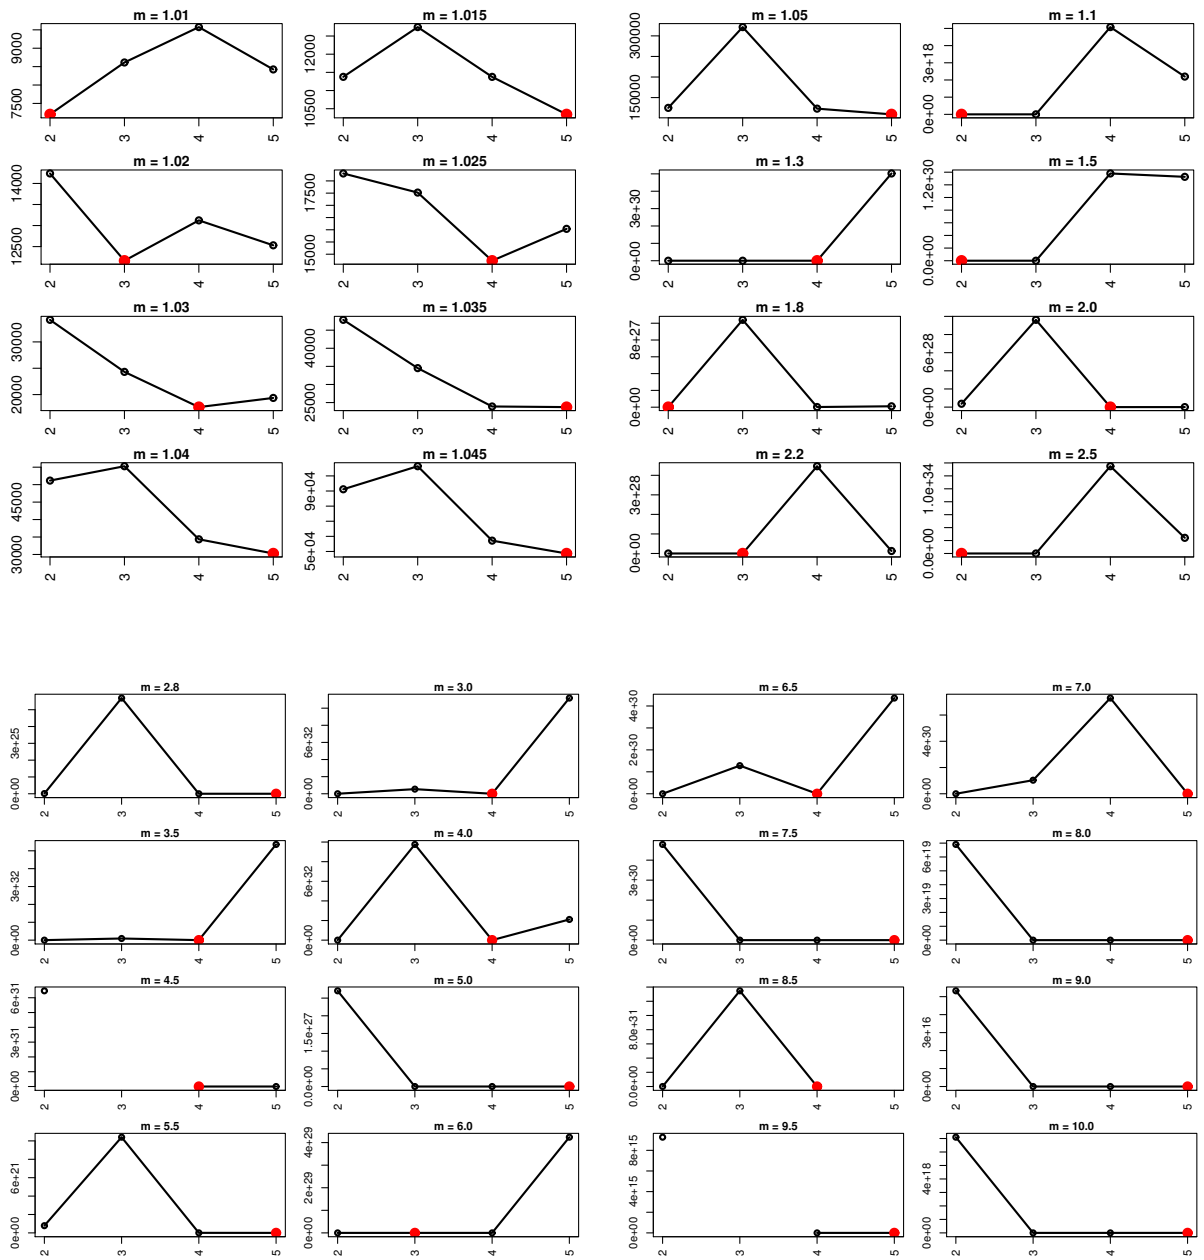 m = 1.01
9000
7500
2 3 4 5
m = 1.015
12000
10500
2 3 4 5
m = 1.05
300000
150000
2 3 4 5
m = 1.1
3e+18
0e+00
2 3 4 5
m = 1.02
14000
12500
2 3 4 5
m = 1.025
17500
15000
2 3 4 5
m = 1.3
3e+30
0e+00
2 3 4 5
m = 1.5
1.2e+30
0.0e+00
2 3 4 5
m = 1.03
30000
20000
2 3 4 5
m = 1.035
40000
25000
2 3 4 5
m = 1.8
8e+27
0e+00
2 3 4 5
m = 2.0
6e+28
0e+00
2 3 4 5
m = 1.04
45000
30000
2 3 4 5
m = 1.045
9e+04
5e+04
2 3 4 5
m = 2.2
3e+28
0e+00
2 3 4 5
m = 2.5
1.0e+34
0.0e+00
2 3 4 5
m = 2.8
3e+25
0e+00
2 3 4 5
m = 3.0
6e+32
0e+00
2 3 4 5
m = 6.5
4e+30
2e+30
0e+00
2 3 4 5
m = 7.0
4e+30
0e+00
2 3 4 5
m = 3.5
3e+32
0e+00
2 3 4 5
m = 4.0
6e+32
0e+00
2 3 4 5
m = 7.5
3e+30
0e+00
2 3 4 5
m = 8.0
6e+19
3e+19
0e+00
2 3 4 5
m = 4.5
6e+31
3e+31
0e+00
2 3 4 5
m = 5.0
1.5e+27
0.0e+00
2 3 4 5
m = 8.5
8.0e+31
0.0e+00
2 3 4 5
m = 9.0
3e+16
0e+00
2 3 4 5
m = 5.5
6e+21
0e+00
2 3 4 5
m = 6.0
4e+29
2e+29
0e+00
2 3 4 5
m = 9.5
8e+15
4e+15
0e+00
2 3 4 5
m = 10.0
4e+18
0e+00
2 3 4 5